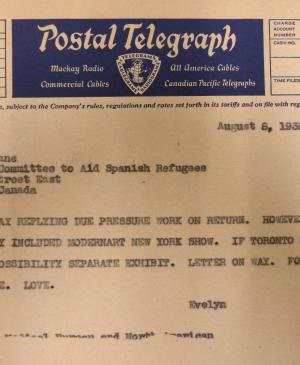 Postal Telegraph
Mackay Radio
All America Cables
Commercial Cables
Canadian Pacific Telegraphs
CHARGE
ACCOUNT
NUMBER
CASH NO.
TIME FILED
e, subject to the Company's rules, regulations and rates set forth in its tariffs and on file with reg
August 8, 193
Committee to Aid Spanish Refugees
treet East
Canada
AY REPLYING DUE PRESSURE WORK ON RETURN. HOWEVE
Y INCLUDED MODERNART NEW YORK SHOW. IF TORONTO
OSSIBILITY SEPARATE EXHIBIT. LETTER ON WAY. FO
E. LOVE.
Evelyn
and